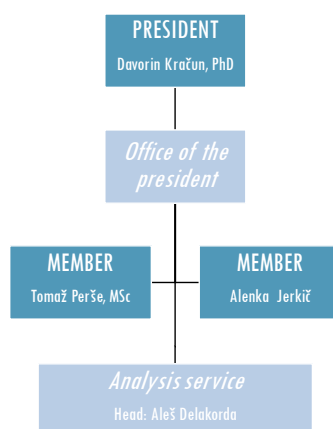 PRESIDENT
Davorin Kračun, PhD
Office of the
president
MEMBER
Tomaž Perše, MSc
MEMBER
Alenka Jerkič
Analysis service
Head: Aleš Delakorda